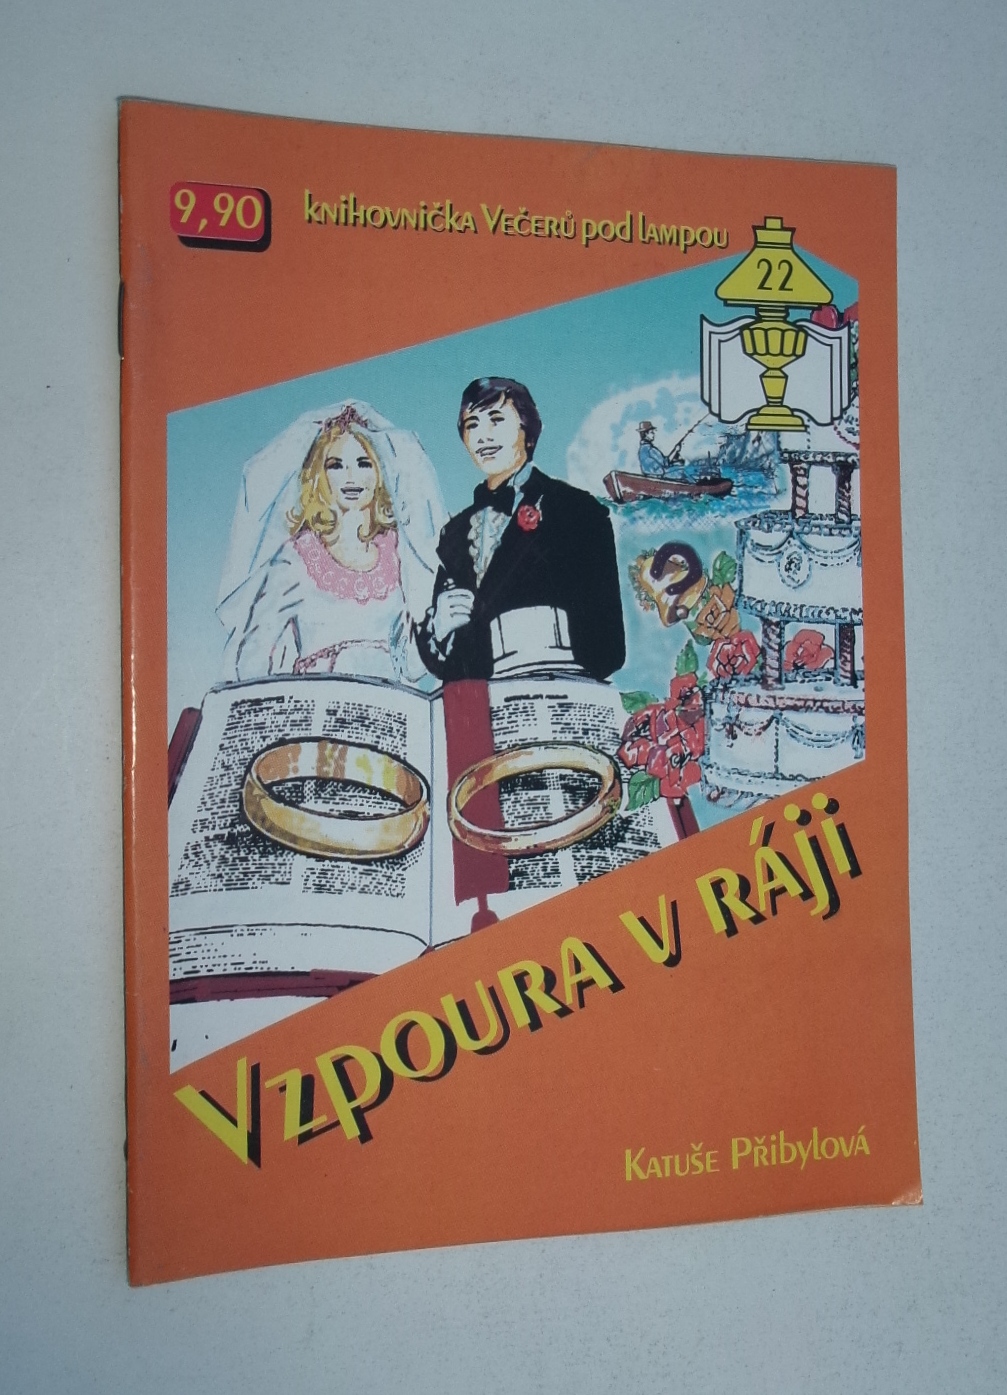 9,90
knihovnička Večerů pod lampou
22
Vzpoura v ráji
Katuše Přibylová